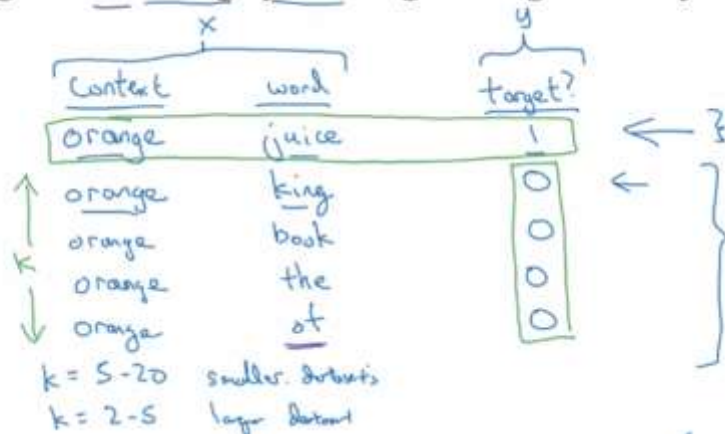 x y
Context word target?
orange juice 1
orange king 0
orange book 0
k orange the 0
orange of 0
k = 5-20 smaller datasets
k = 2-5 larger dataset